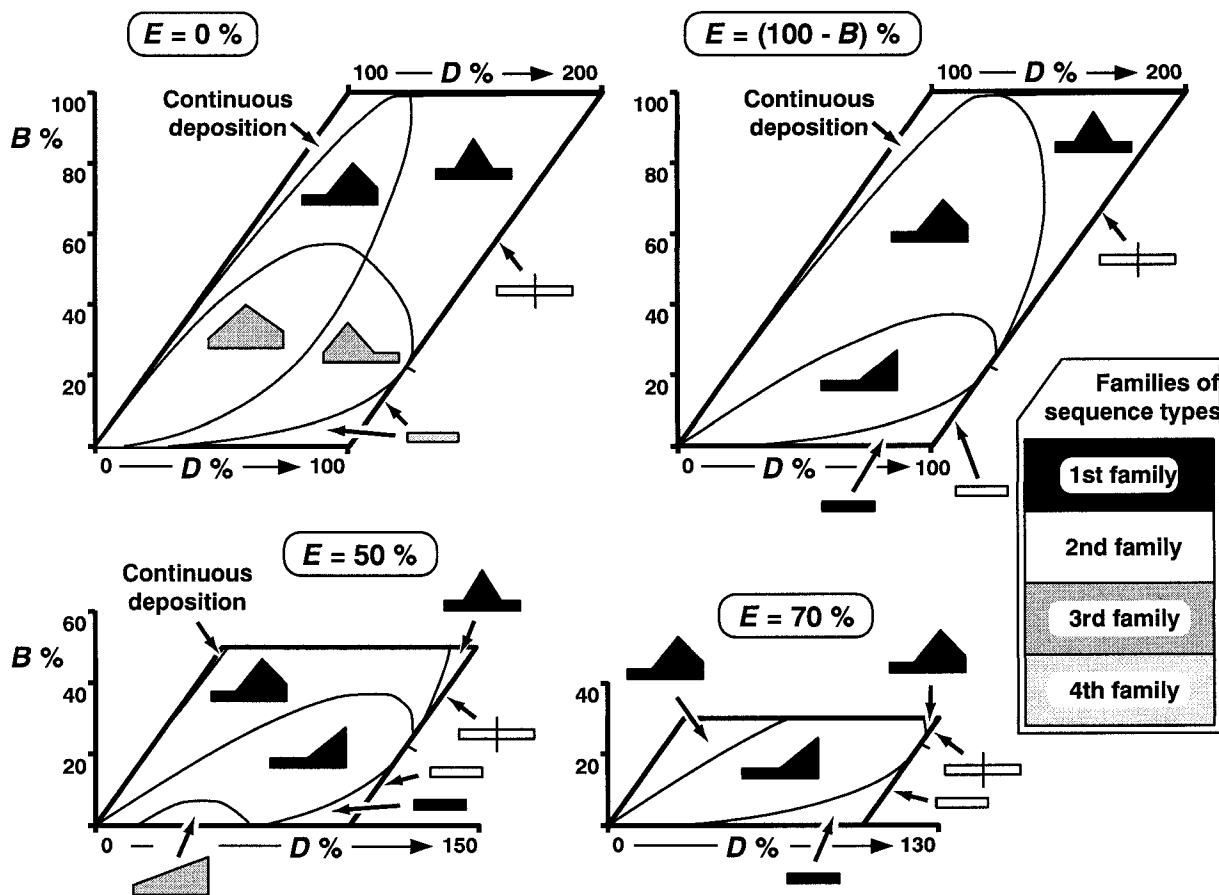 E = 0 %
100 — D % → 200
Continuous
deposition
100
B %
80
60
40
20
0 — D % → 100
E = (100 - B) %
100 — D % → 200
Continuous
deposition
100
80
60
40
20
0 — D % → 100
Families of
sequence types
1st family
2nd family
3rd family
4th family
E = 50 %
Continuous
deposition
60
B %
40
20
0 — D % → 150
E = 70 %
40
20
0 — D % → 130